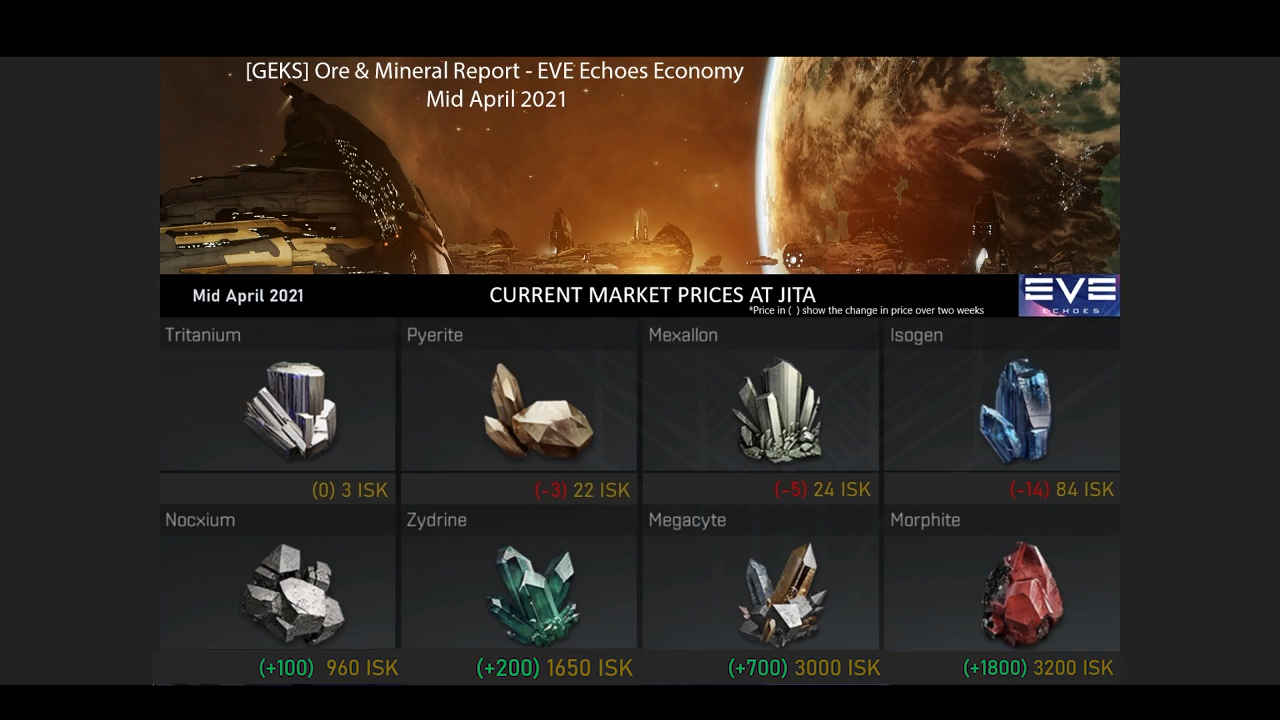 [GEKS] Ore & Mineral Report - EVE Echoes Economy
Mid April 2021
Mid April 2021
CURRENT MARKET PRICES AT JITA
*Price in ( ) show the change in price over two weeks
EVE
ECHOES
Tritanium
Pyerite
Mexallon
Isogen
(0) 3 ISK
(-3) 22 ISK
(-5) 24 ISK
(-14) 84 ISK
Nocxium
Zydrine
Megacyte
Morphite
(+100) 960 ISK
(+200) 1650 ISK
(+700) 3000 ISK
(+1800) 3200 ISK